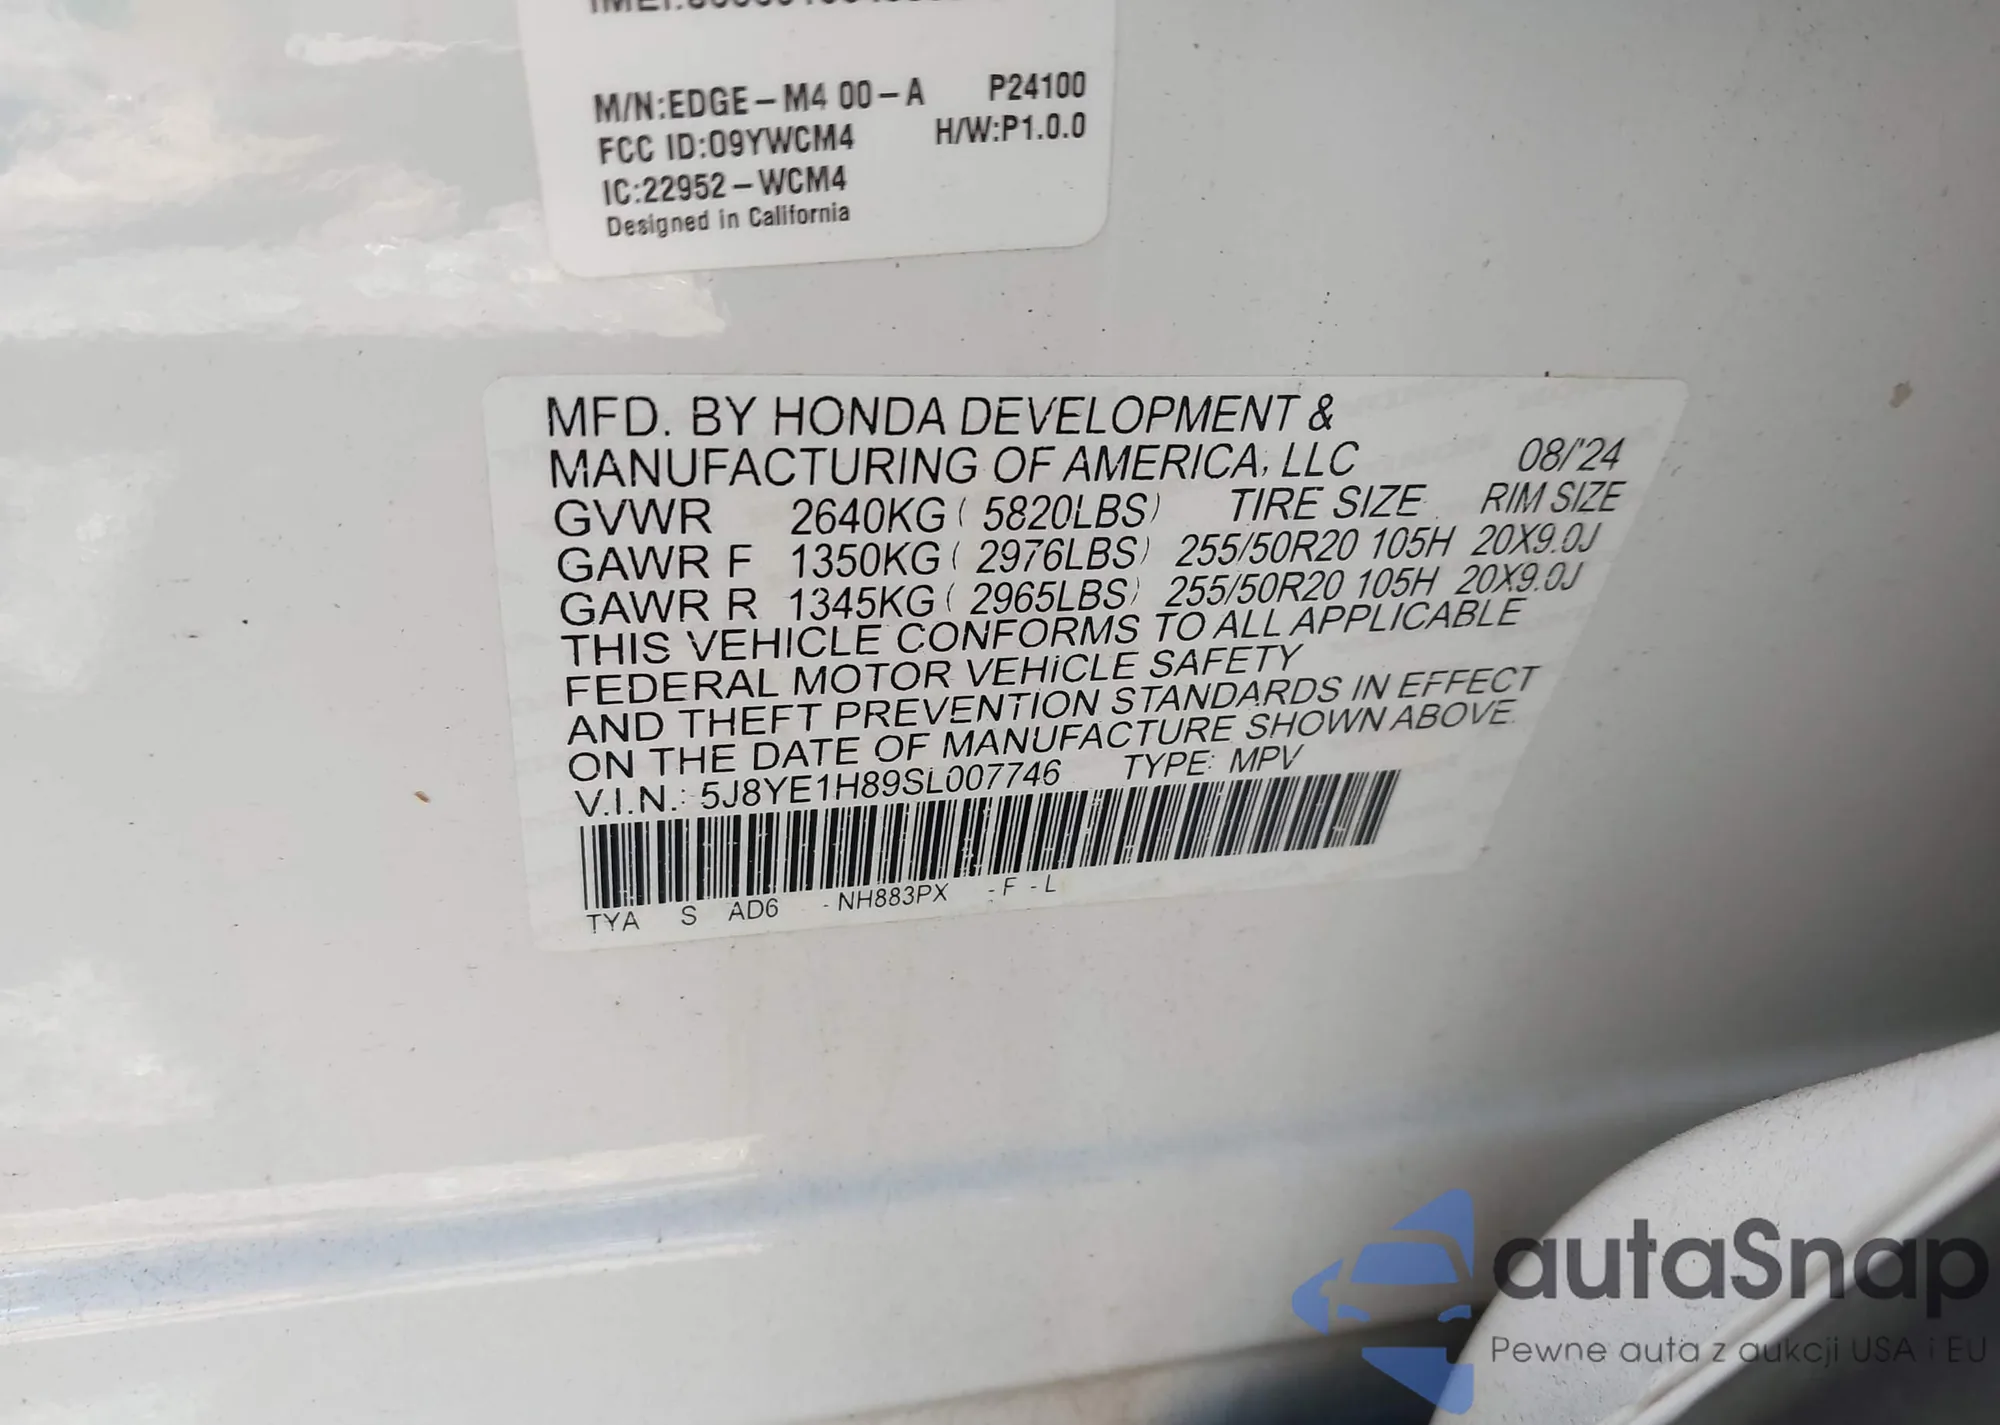 M/N:EDGE-M4 00-A P24100
FCC ID:O9YWCM4 H/W:P1.0.0
IC:22952-WCM4
Designed in California
MFD. BY HONDA DEVELOPMENT &
MANUFACTURING OF AMERICA, LLC 08/'24
GVWR 2640KG ( 5820LBS) TIRE SIZE RIM SIZE
GAWR F 1350KG ( 2976LBS) 255/50R20 105H 20X9.0J
GAWR R 1345KG ( 2965LBS) 255/50R20 105H 20X9.0J
THIS VEHICLE CONFORMS TO ALL APPLICABLE
FEDERAL MOTOR VEHICLE SAFETY
AND THEFT PREVENTION STANDARDS IN EFFECT
ON THE DATE OF MANUFACTURE SHOWN ABOVE.
V.I.N.: 5J8YE1H89SL007746 TYPE: MPV
TYA S AD6 - NH883PX - F - L
autaSnap
Pewne auta z aukcji USA i EU